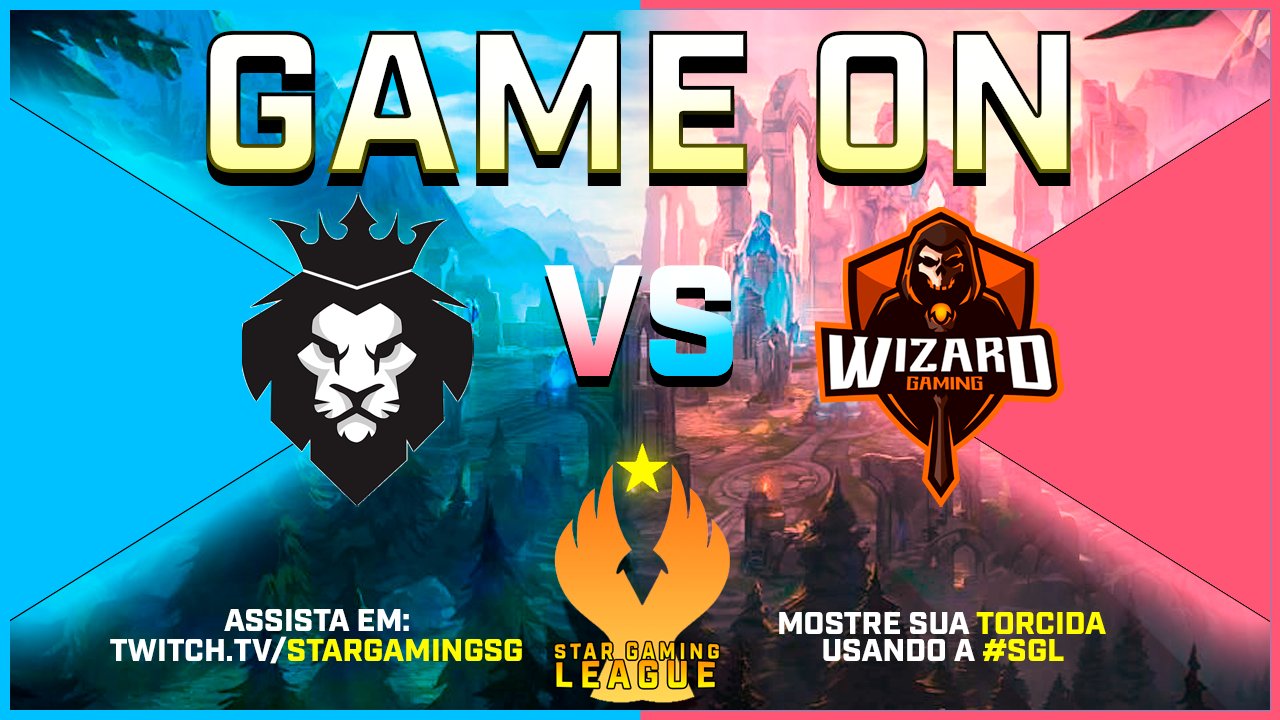 GAME ON
VS
WIZARD
GAMING
ASSISTA EM:
TWITCH.TV/STARGAMINGSG
STAR GAMING
LEAGUE
MOSTRE SUA TORCIDA
USANDO A #SGL